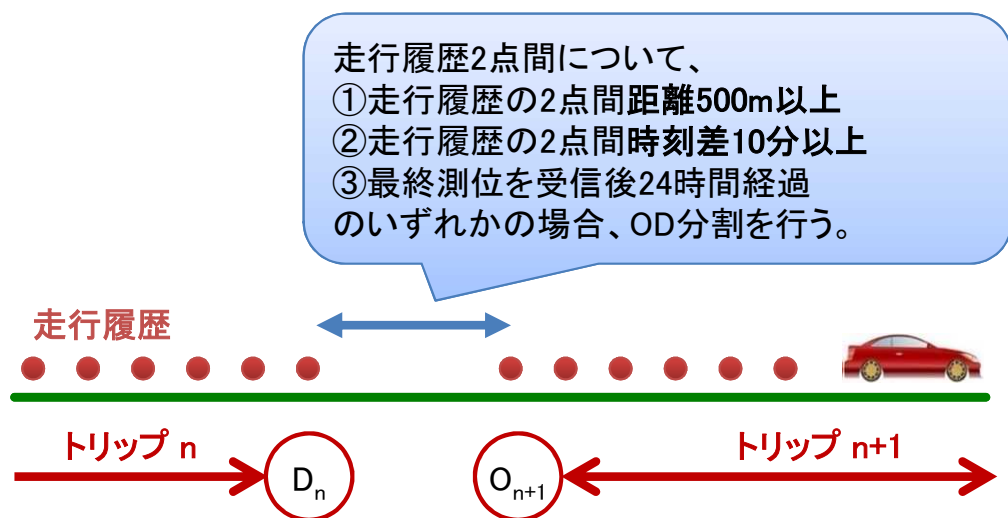 走行履歴2点間について、
①走行履歴の2点間距離500m以上
②走行履歴の2点間時刻差10分以上
③最終測位を受信後24時間経過
のいずれかの場合、OD分割を行う。
走行履歴
トリップ n
トリップ n+1
Dn
On+1